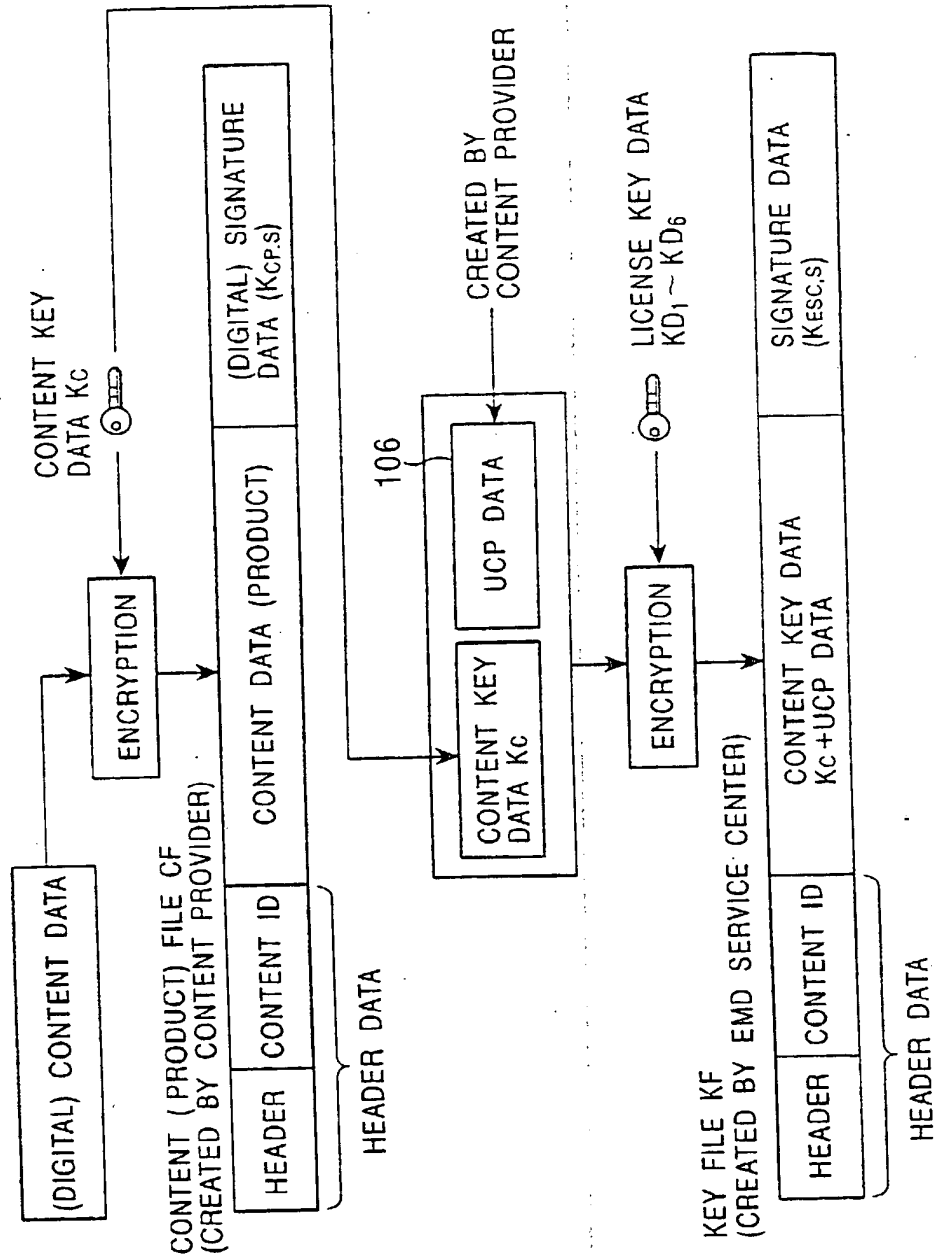 (DIGITAL) CONTENT DATA
CONTENT KEY
DATA Kc
ENCRYPTION
CONTENT (PRODUCT) FILE CF
(CREATED BY CONTENT PROVIDER)
HEADER
CONTENT ID
CONTENT DATA (PRODUCT)
(DIGITAL) SIGNATURE
DATA (KCP,S)
HEADER DATA
106
CONTENT KEY
DATA Kc
UCP DATA
CREATED BY
CONTENT PROVIDER
LICENSE KEY DATA
KD1~KD6
ENCRYPTION
KEY FILE KF
(CREATED BY EMD SERVICE CENTER)
HEADER
CONTENT ID
CONTENT KEY DATA
Kc+UCP DATA
SIGNATURE DATA
(KESC,S)
HEADER DATA